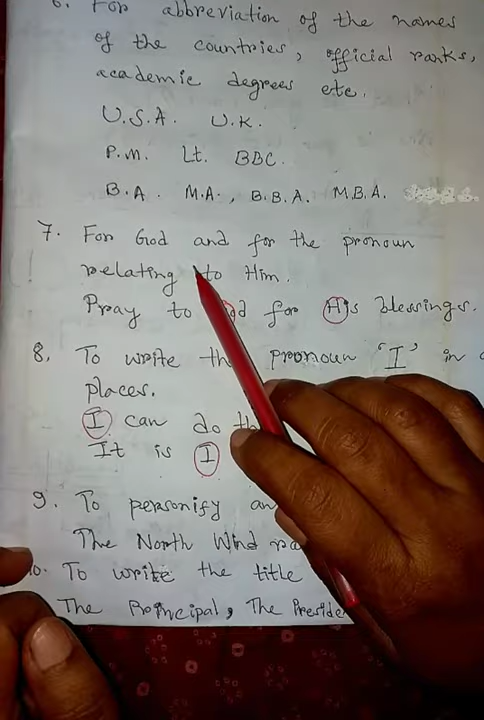 6. For abbreviation of the names
of the countries, official ranks,
academic degrees etc.
U.S.A. U.K.
P.M. Lt. BBC.
B.A. M.A., B.B.A. M.B.A.
7. For God and for the pronoun
relating to Him.
Pray to God for His blessings.
8. To write the pronoun 'I' in
places.
I can do
It is I
9. To personify
The North Wind
10. To write the title
The Principal, The